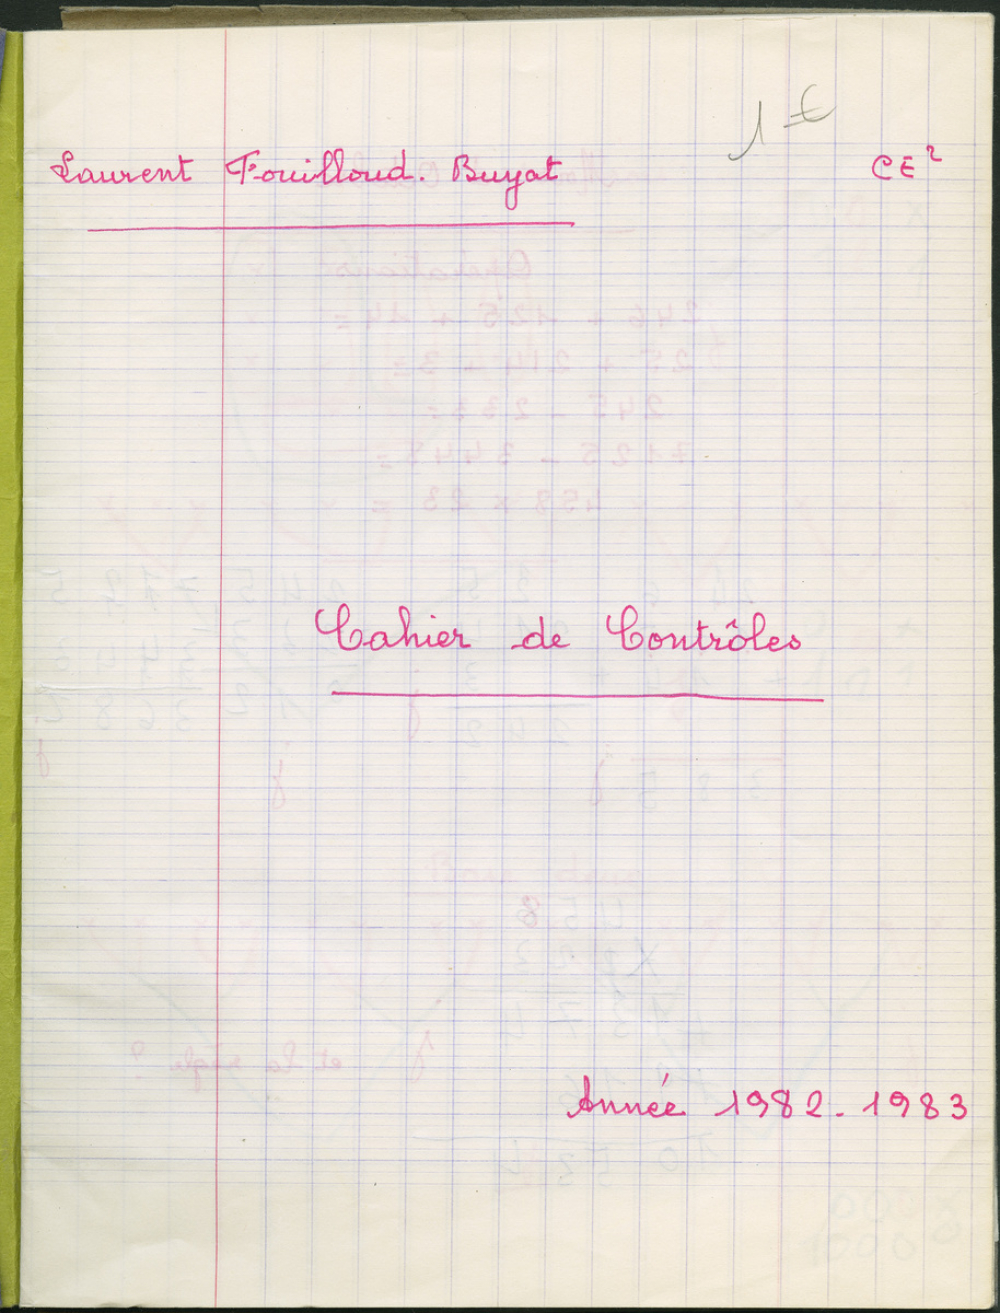 1 €
Laurent Fouilloud. Buyat CE²
Cahier de Contrôles
Année 1982-1983